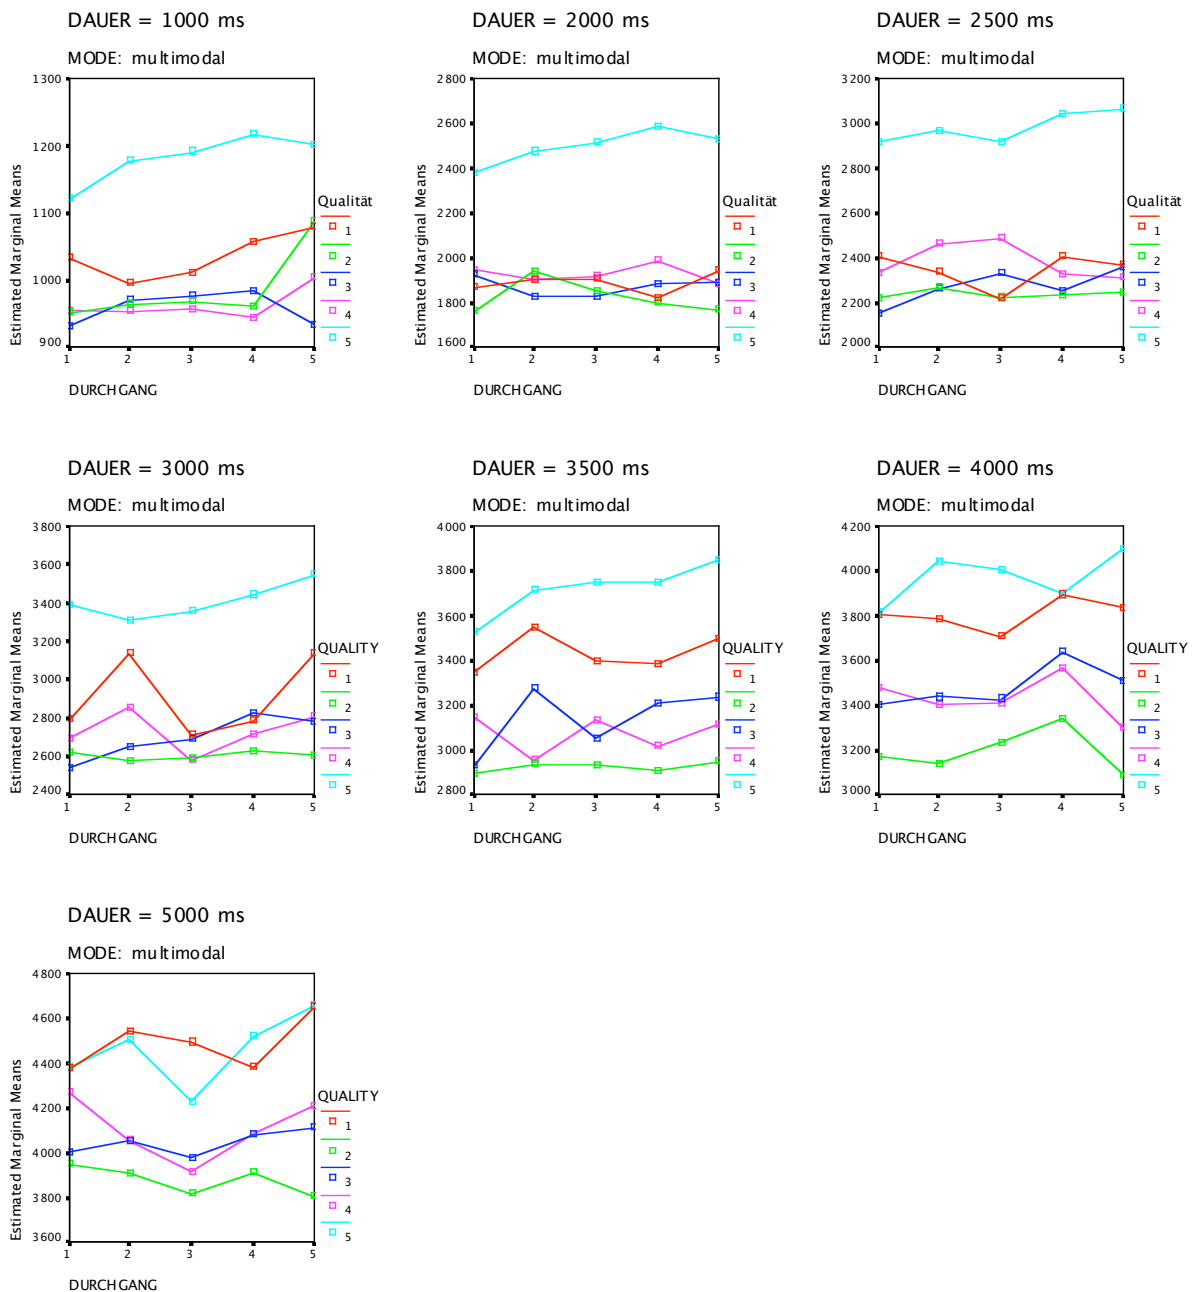 DAUER = 1000 ms
MODE: multimodal
Estimated Marginal Means
1300
1200
1100
1000
900
1 2 3 4 5
DURCHGANG
Qualität
1
2
3
4
5
DAUER = 2000 ms
MODE: multimodal
Estimated Marginal Means
2800
2600
2400
2200
2000
1800
1600
1 2 3 4 5
DURCHGANG
Qualität
1
2
3
4
5
DAUER = 2500 ms
MODE: multimodal
Estimated Marginal Means
3200
3000
2800
2600
2400
2200
2000
1 2 3 4 5
DURCHGANG
Qualität
1
2
3
4
5
DAUER = 3000 ms
MODE: multimodal
Estimated Marginal Means
3800
3600
3400
3200
3000
2800
2600
2400
1 2 3 4 5
DURCHGANG
QUALITY
1
2
3
4
5
DAUER = 3500 ms
MODE: multimodal
Estimated Marginal Means
4000
3800
3600
3400
3200
3000
2800
1 2 3 4 5
DURCHGANG
QUALITY
1
2
3
4
5
DAUER = 4000 ms
MODE: multimodal
Estimated Marginal Means
4200
4000
3800
3600
3400
3200
3000
1 2 3 4 5
DURCHGANG
QUALITY
1
2
3
4
5
DAUER = 5000 ms
MODE: multimodal
Estimated Marginal Means
4800
4600
4400
4200
4000
3800
3600
1 2 3 4 5
DURCHGANG
QUALITY
1
2
3
4
5